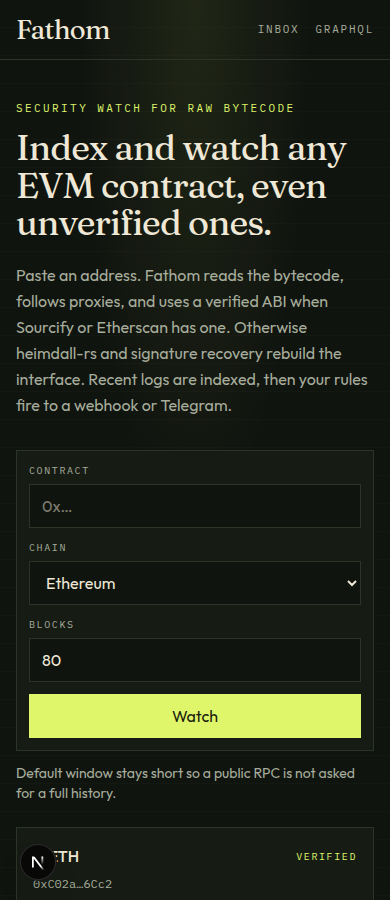 Fathom
INBOX GRAPHQL
SECURITY WATCH FOR RAW BYTECODE
Index and watch any
EVM contract, even
unverified ones.
Paste an address. Fathom reads the bytecode,
follows proxies, and uses a verified ABI when
Sourcify or Etherscan has one. Otherwise
heimdall-rs and signature recovery rebuild the
interface. Recent logs are indexed, then your rules
fire to a webhook or Telegram.
CONTRACT
0x…
CHAIN
Ethereum
BLOCKS
80
Watch
Default window stays short so a public RPC is not asked
for a full history.
N
VERIFIED
0xC02a…6Cc2